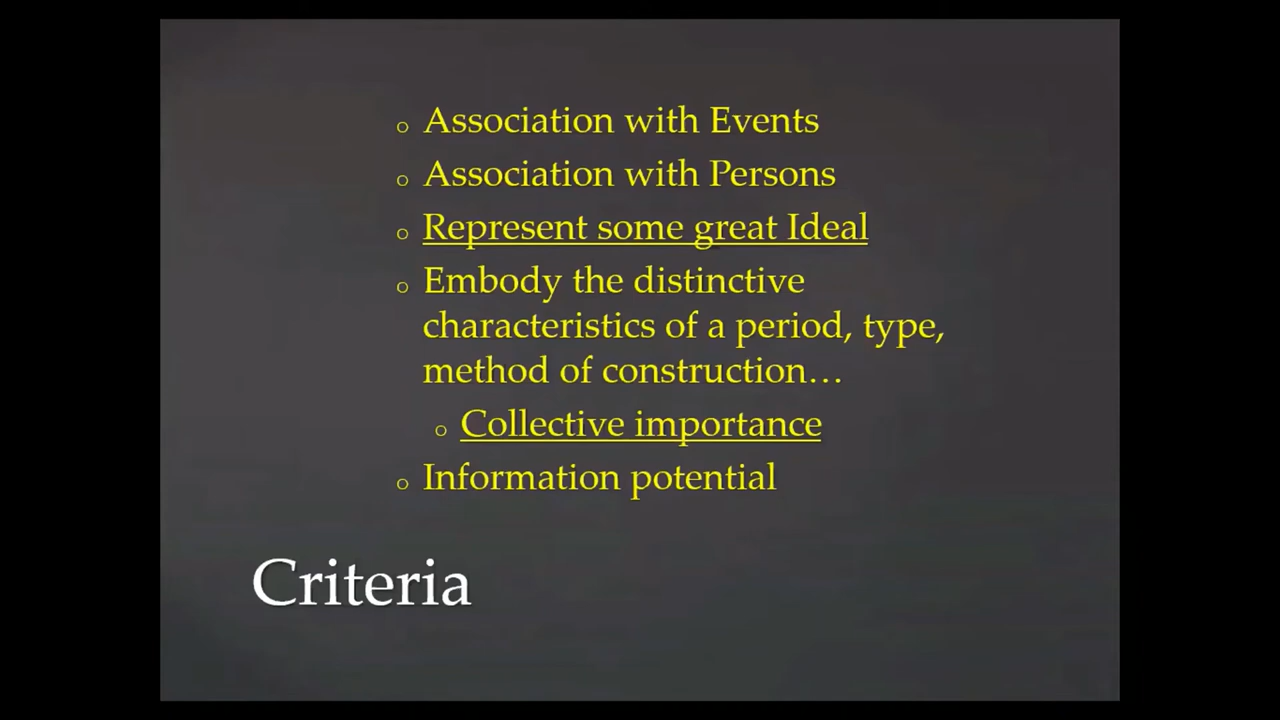 Association with Events
Association with Persons
Represent some great Ideal
Embody the distinctive
characteristics of a period, type,
method of construction…
Collective importance
Information potential
Criteria